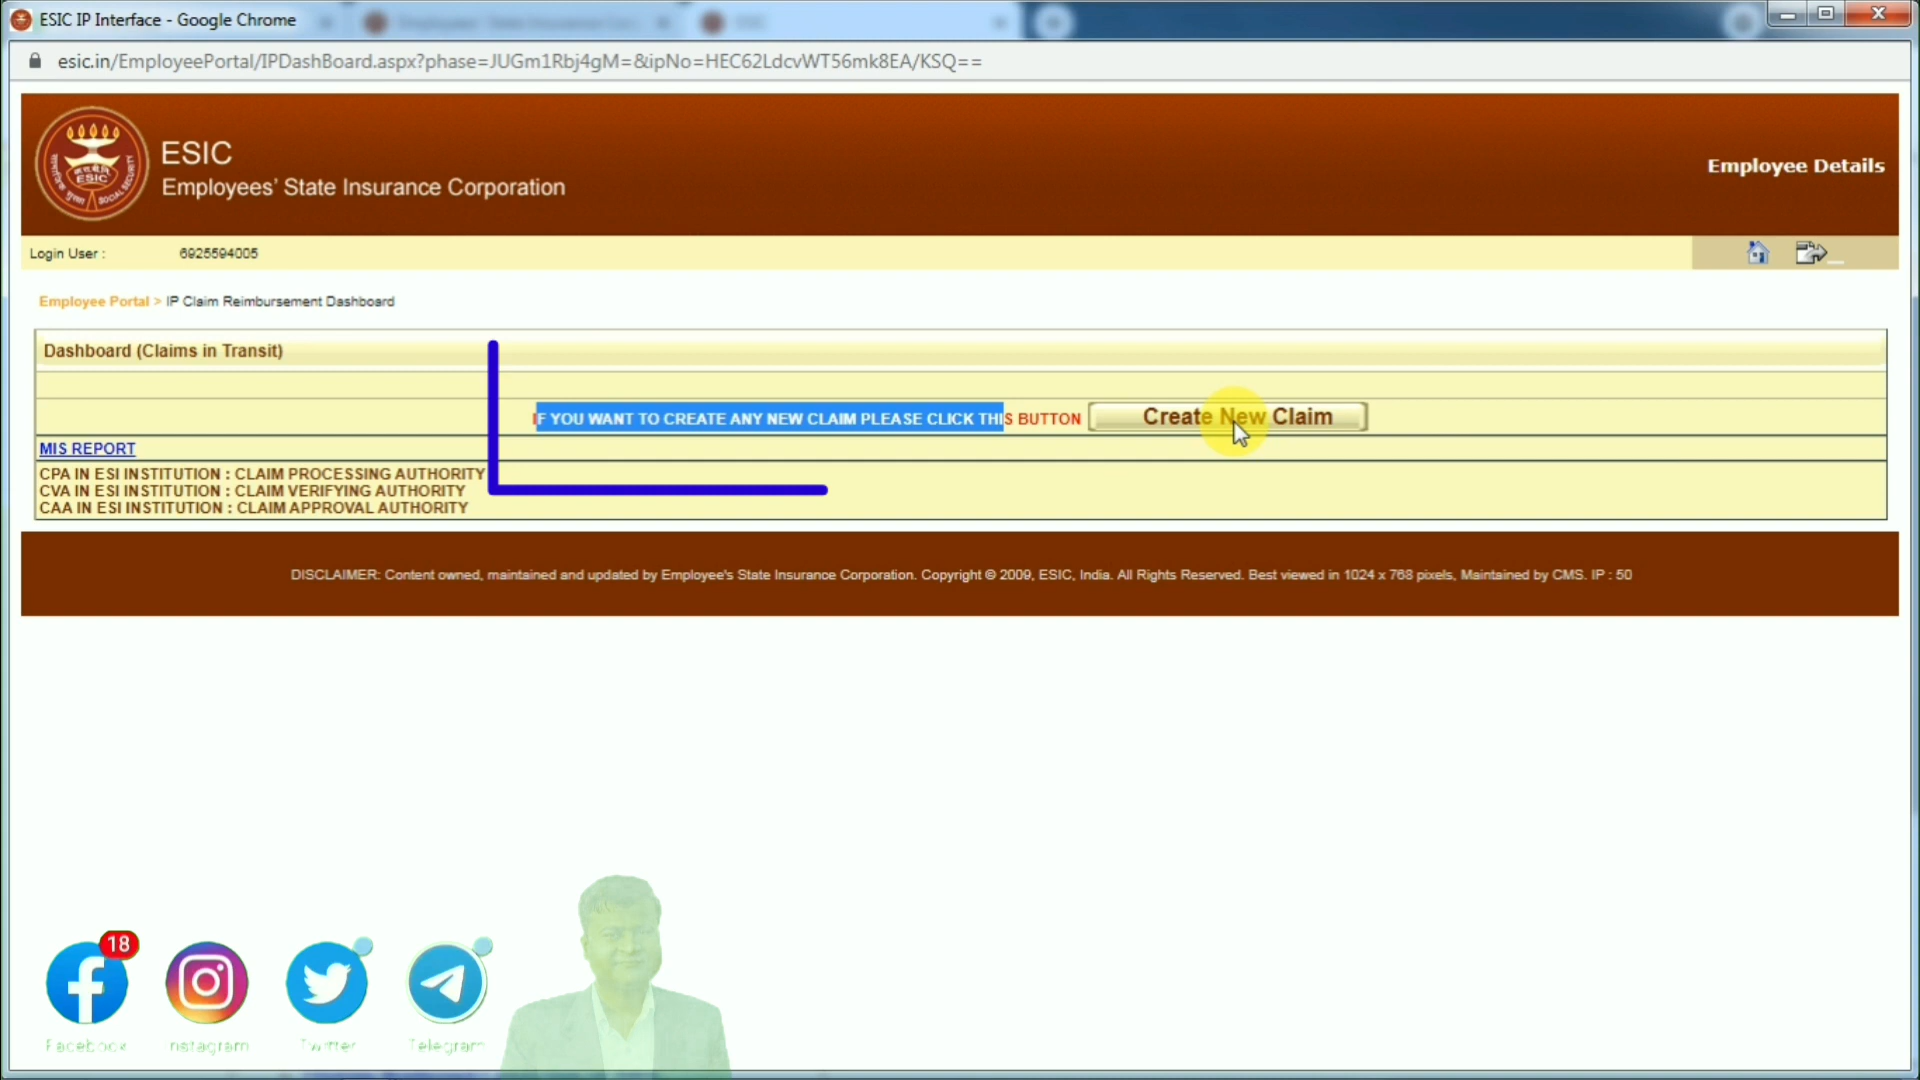 ESIC IP Interface - Google Chrome
esic.in/EmployeePortal/IPDashBoard.aspx?phase=JUGm1Rbj4gM=&ipNo=HEC62LdcvWT56mk8EA/KSQ==
ESIC
Employees' State Insurance Corporation
Employee Details
ESIC
SOCIAL SECURITY
Login User : 6925594005
Employee Portal > IP Claim Reimbursement Dashboard
Dashboard (Claims in Transit)
IF YOU WANT TO CREATE ANY NEW CLAIM PLEASE CLICK THIS BUTTON Create New Claim
MIS REPORT
CPA IN ESI INSTITUTION : CLAIM PROCESSING AUTHORITY
CVA IN ESI INSTITUTION : CLAIM VERIFYING AUTHORITY
CAA IN ESI INSTITUTION : CLAIM APPROVAL AUTHORITY
DISCLAIMER: Content owned, maintained and updated by Employee's State Insurance Corporation. Copyright © 2009, ESIC, India. All Rights Reserved. Best viewed in 1024 x 768 pixels, Maintained by CMS. IP : 50
18
Facebook Instagram Twitter Telegram